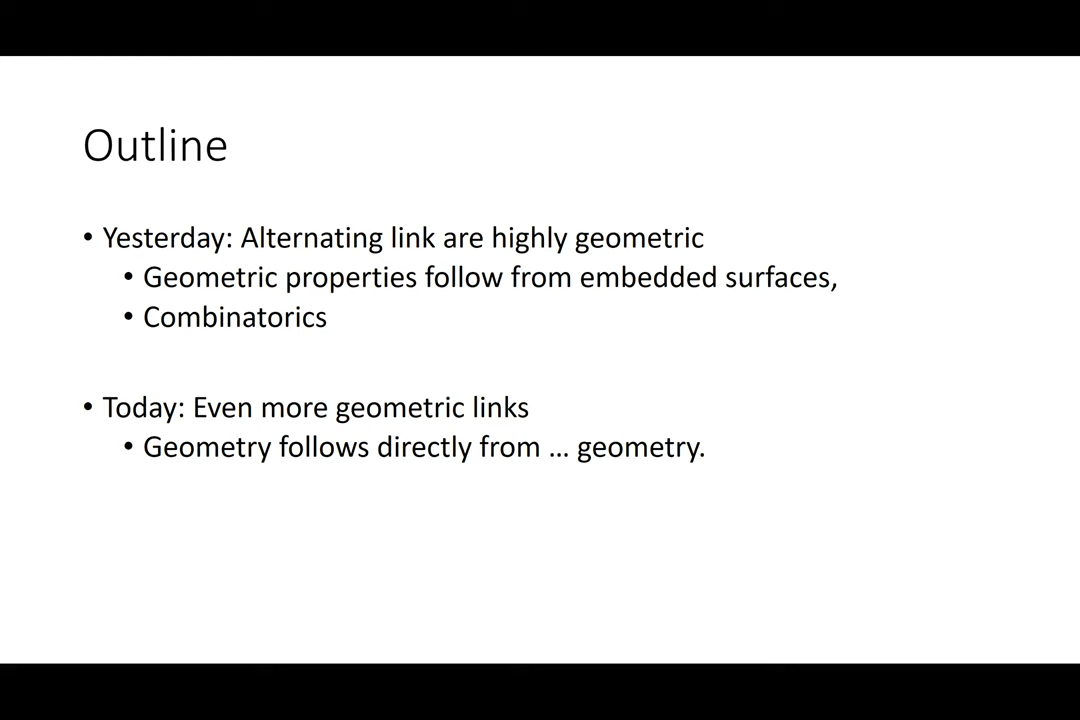 Outline
• Yesterday: Alternating link are highly geometric
• Geometric properties follow from embedded surfaces,
• Combinatorics
• Today: Even more geometric links
• Geometry follows directly from … geometry.